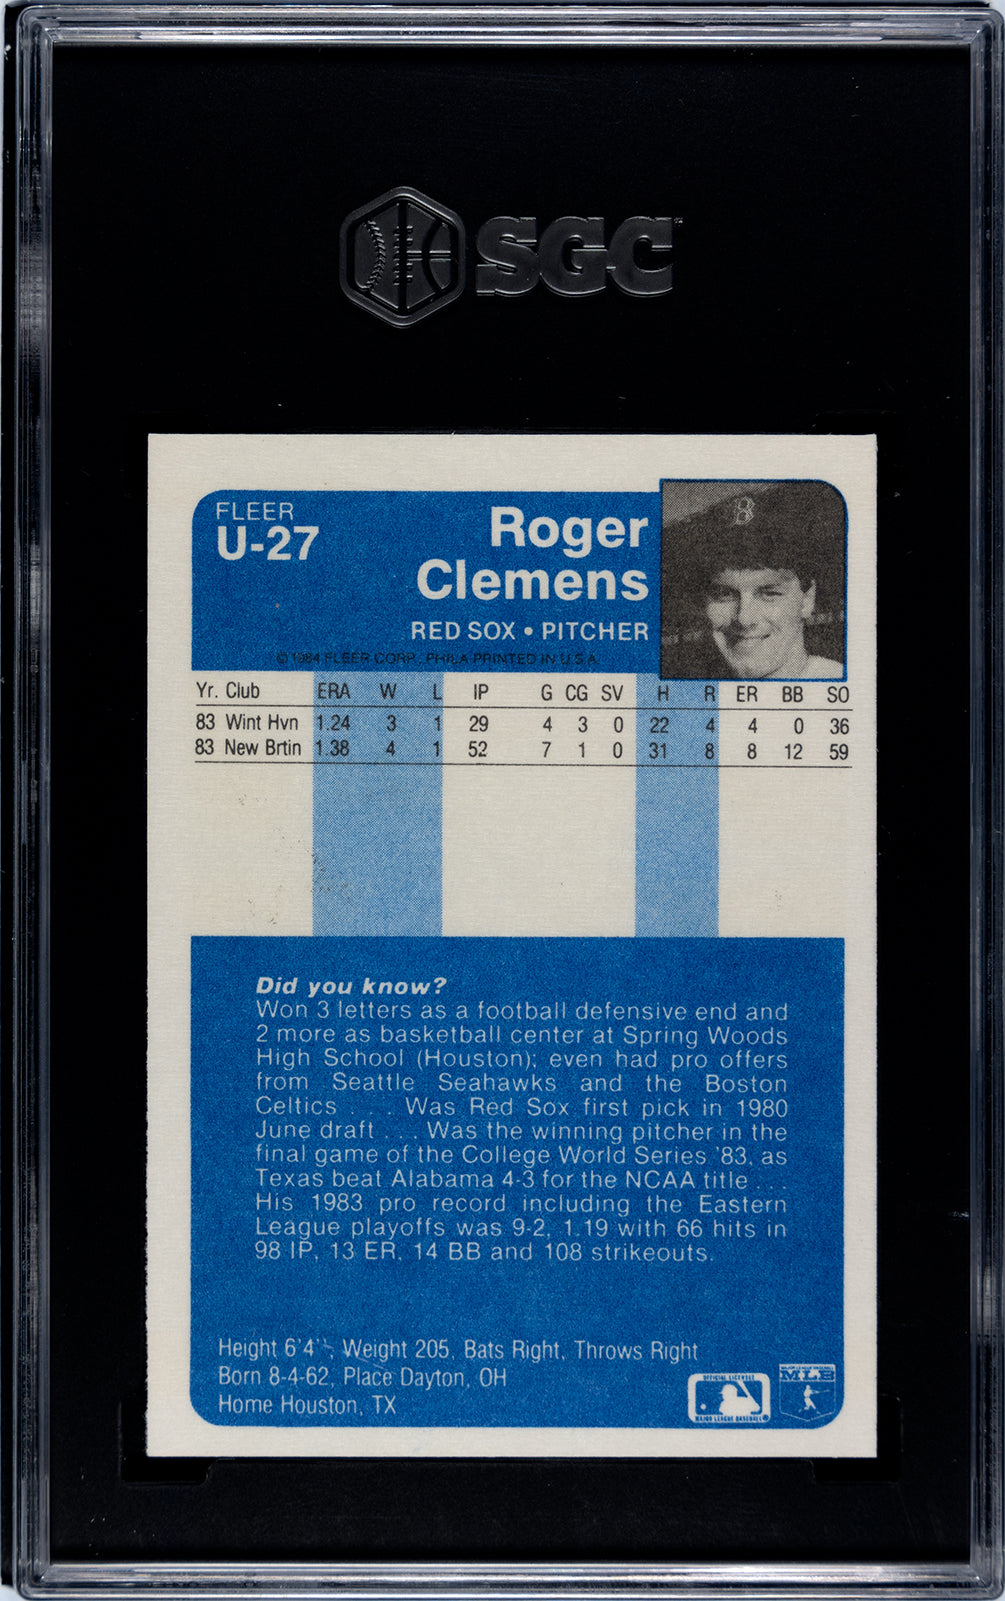 SGC
FLEER
U-27
Roger
Clemens
RED SOX • PITCHER
© 1984 FLEER CORP. PHILA PRINTED IN U.S.A.
Yr. Club ERA W L IP G CG SV H R ER BB SO
83 Wint Hvn 1.24 3 1 29 4 3 0 22 4 4 0 36
83 New Brtin 1.38 4 1 52 7 1 0 31 8 8 12 59
Did you know?
Won 3 letters as a football defensive end and
2 more as basketball center at Spring Woods
High School (Houston); even had pro offers
from Seattle Seahawks and the Boston
Celtics . . . Was Red Sox first pick in 1980
June draft . . . Was the winning pitcher in the
final game of the College World Series '83, as
Texas beat Alabama 4-3 for the NCAA title . . .
His 1983 pro record including the Eastern
League playoffs was 9-2, 1.19 with 66 hits in
98 IP, 13 ER, 14 BB and 108 strikeouts.
Height 6'4'', Weight 205, Bats Right, Throws Right
Born 8-4-62, Place Dayton, OH
Home Houston, TX
OFFICIAL LICENSEE
MAJOR LEAGUE BASEBALL
MLB
B